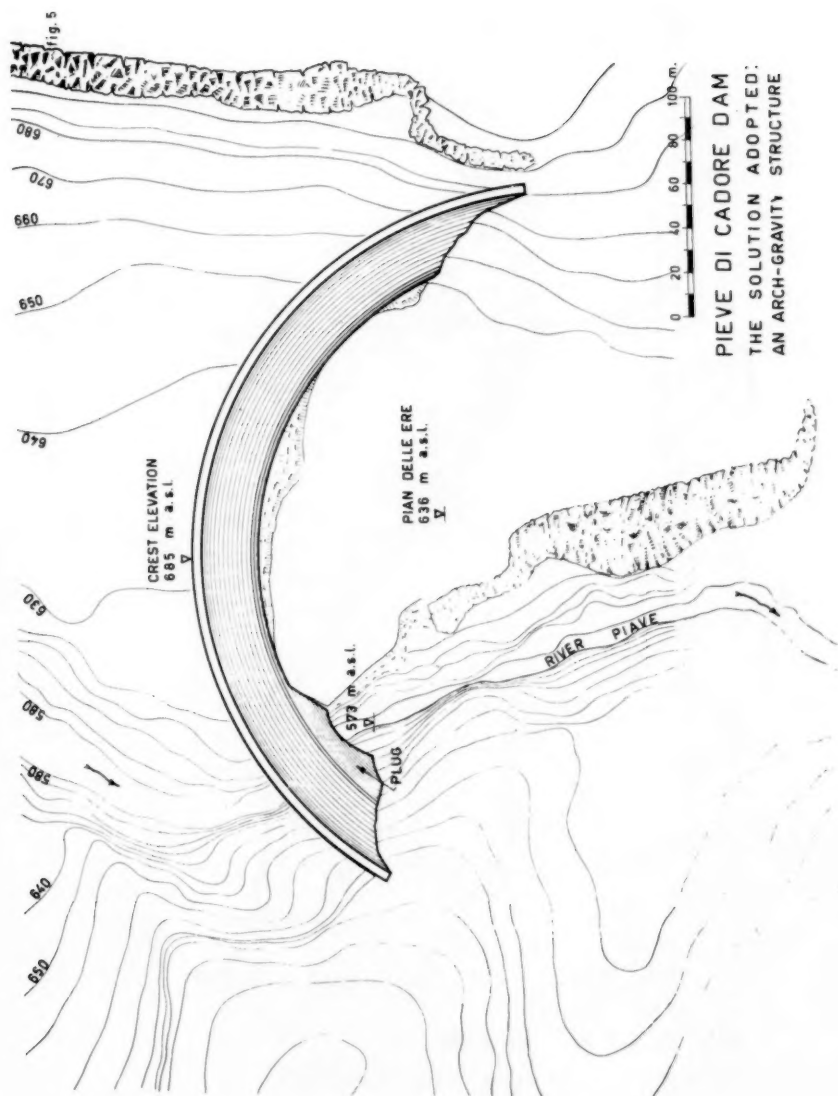 fig. 5
680
670
660
650
640
630
580
580
640
650
CREST ELEVATION
685 m a.s.l.
PIAN DELLE ERE
636 m a.s.l.
573 m a.s.l.
PLUG
RIVER PIAVE
0 20 40 60 80 100 m.
PIEVE DI CADORE DAM
THE SOLUTION ADOPTED:
AN ARCH-GRAVITY STRUCTURE